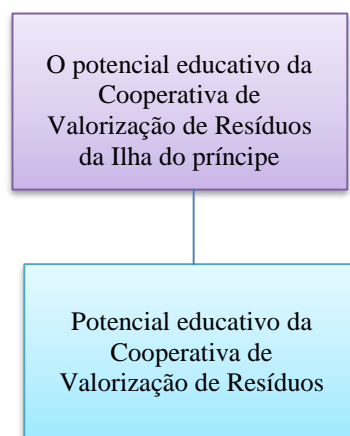 O potencial educativo da
Cooperativa de
Valorização de Resíduos
da Ilha do príncipe
Potencial educativo da
Cooperativa de
Valorização de Resíduos